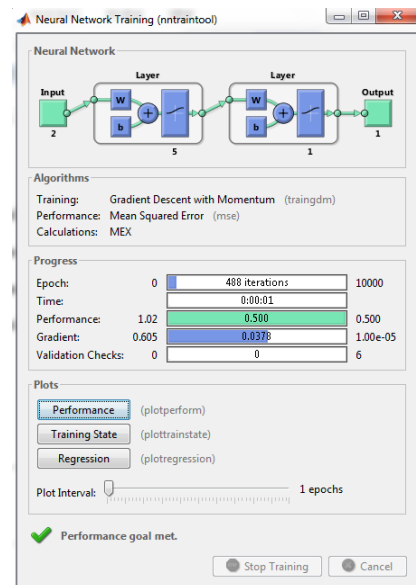 Neural Network Training (nntraintool)
Neural Network
Layer Layer
Input W b + W b + Output
2 5 1 1
Algorithms
Training: Gradient Descent with Momentum (traingdm)
Performance: Mean Squared Error (mse)
Calculations: MEX
Progress
Epoch: 0 488 iterations 10000
Time: 0:00:01
Performance: 1.02 0.500 0.500
Gradient: 0.605 0.0378 1.00e-05
Validation Checks: 0 0 6
Plots
Performance (plotperform)
Training State (plottrainstate)
Regression (plotregression)
Plot Interval: 1 epochs
Performance goal met.
Stop Training Cancel